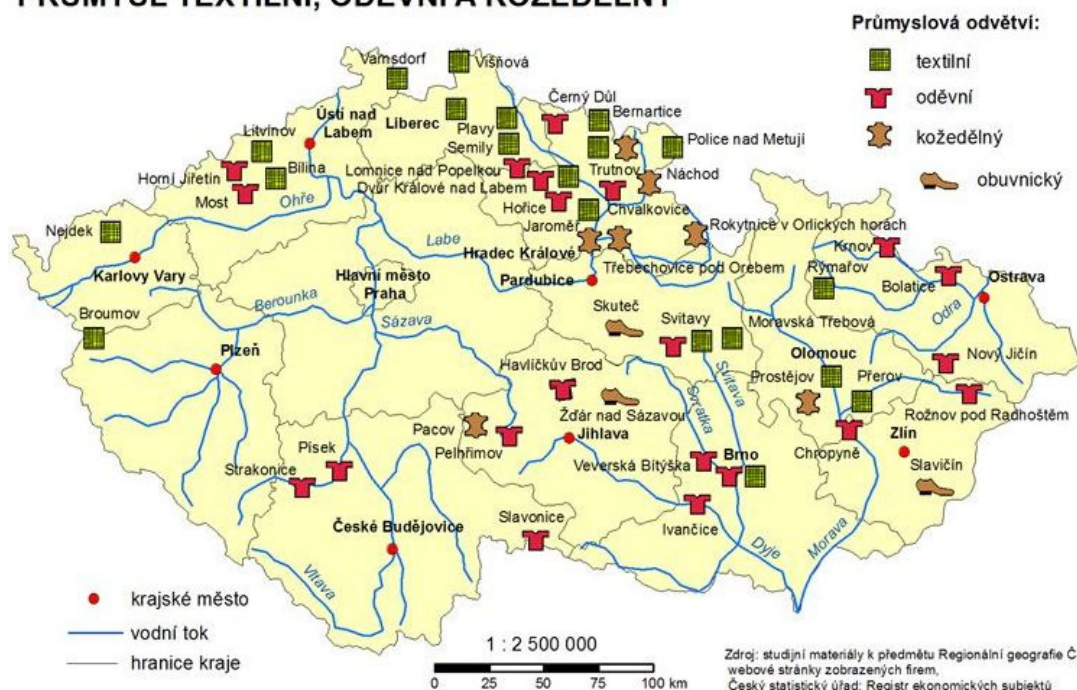 PRŮMYSL TEXTILNÍ, ODĚVNÍ A KOŽEDĚLNÝ
Průmyslová odvětví:
textilní
oděvní
kožedělný
obuvnický
Varnsdorf
Višňová
Černý Důl
Bernartice
Ústí nad
Labem
Liberec
Plavy
Semily
Police nad Metují
Litvínov
Bílina
Lomnice nad Popelkou
Trutnov
Náchod
Horní Jiřetín
Dvůr Králové nad Labem
Most
Ohře
Hořice
Chvalkovice
Jaroměř
Rokytnice v Orlických horách
Nejdek
Labe
Hradec Králové
Krnov
Karlovy Vary
Hlavní město
Praha
Pardubice
Třebechovice pod Orebem
Rýmařov
Bolatice
Ostrava
Broumov
Berounka
Sázava
Skuteč
Svitavy
Moravská Třebová
Odra
Plzeň
Havlíčkův Brod
Svitava
Olomouc
Nový Jičín
Prostějov
Přerov
Svratka
Žďár nad Sázavou
Rožnov pod Radhoštěm
Pacov
Jihlava
Zlín
Písek
Pelhřimov
Chropyně
Strakonice
Veverská Bítýška
Brno
Slavičín
Ivančice
České Budějovice
Slavonice
Vltava
Dyje
Morava
krajské město
vodní tok
hranice kraje
1 : 2 500 000
0 25 50 75 100 km
Zdroj: studijní materiály k předmětu Regionální geografie Č
webové stránky zobrazených firem,
Český statistický úřad: Registr ekonomických subjektů